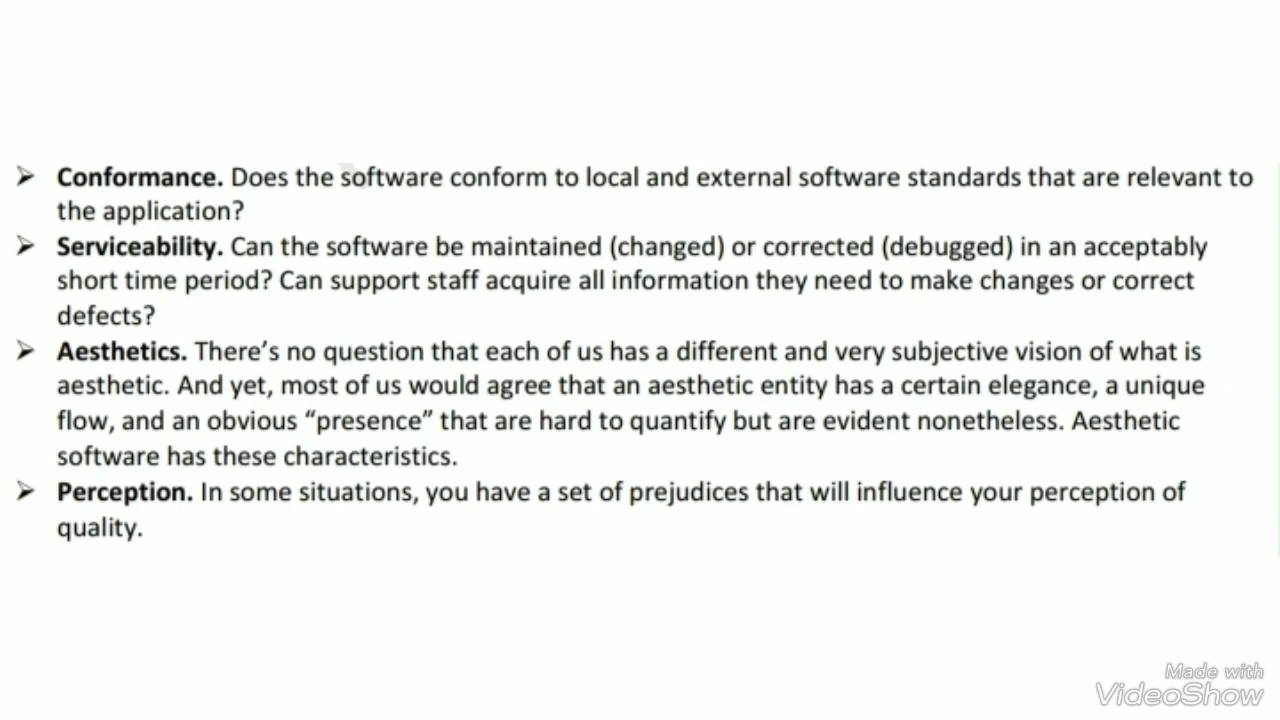 ➢ Conformance. Does the software conform to local and external software standards that are relevant to
the application?
➢ Serviceability. Can the software be maintained (changed) or corrected (debugged) in an acceptably
short time period? Can support staff acquire all information they need to make changes or correct
defects?
➢ Aesthetics. There’s no question that each of us has a different and very subjective vision of what is
aesthetic. And yet, most of us would agree that an aesthetic entity has a certain elegance, a unique
flow, and an obvious “presence” that are hard to quantify but are evident nonetheless. Aesthetic
software has these characteristics.
➢ Perception. In some situations, you have a set of prejudices that will influence your perception of
quality.
Made with
VideoShow